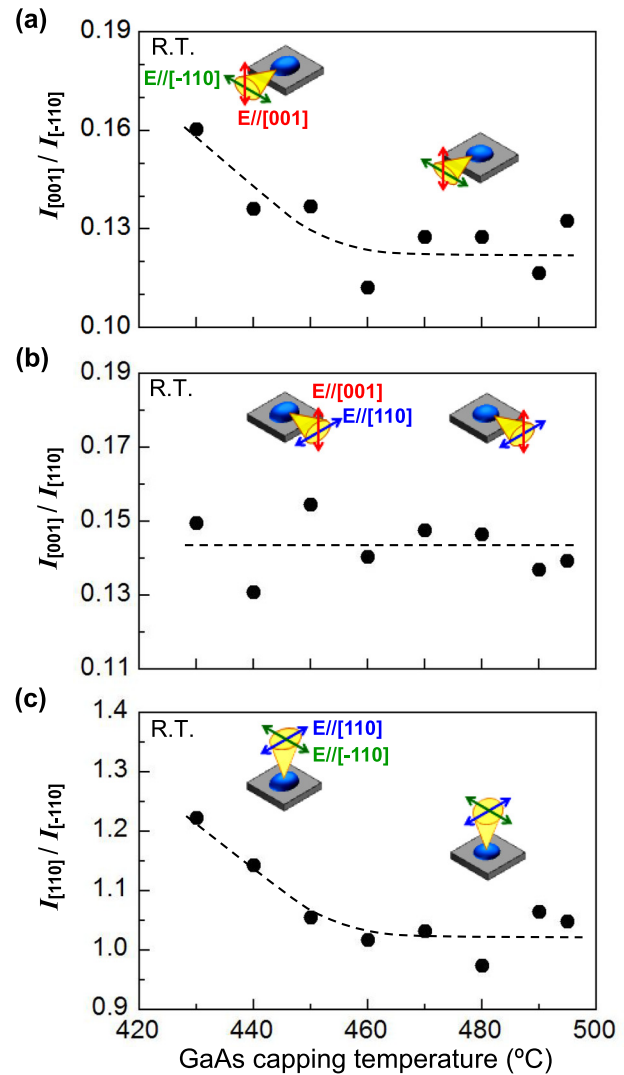 (a)
0.19
0.16
0.13
0.10
I[001] / I[-110]
R.T.
E//[-110]
E//[001]
(b)
0.19
0.17
0.15
0.13
0.11
I[001] / I[110]
R.T.
E//[001]
E//[110]
(c)
1.4
1.3
1.2
1.1
1.0
0.9
I[110] / I[-110]
R.T.
E//[110]
E//[-110]
420 440 460 480 500
GaAs capping temperature (ºC)